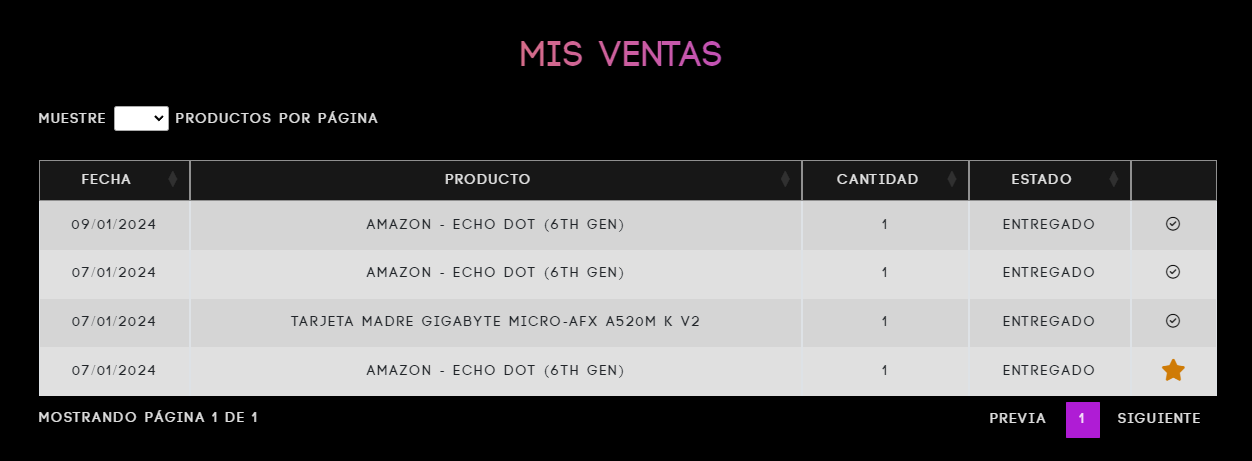 MIS VENTAS
MUESTRE PRODUCTOS POR PÁGINA
FECHA PRODUCTO CANTIDAD ESTADO
09/01/2024 AMAZON - ECHO DOT (6TH GEN) 1 ENTREGADO
07/01/2024 AMAZON - ECHO DOT (6TH GEN) 1 ENTREGADO
07/01/2024 TARJETA MADRE GIGABYTE MICRO-AFX A520M K V2 1 ENTREGADO
07/01/2024 AMAZON - ECHO DOT (6TH GEN) 1 ENTREGADO
MOSTRANDO PÁGINA 1 DE 1 PREVIA 1 SIGUIENTE